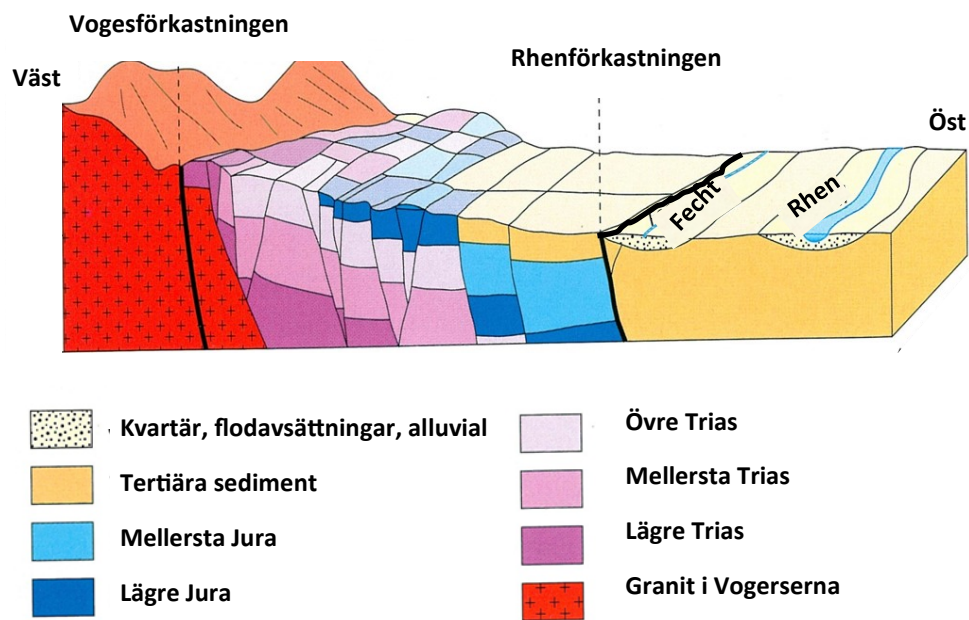 Vogesförkastningen
Rhenförkastningen
Väst
Öst
Fecht
Rhen
Kvartär, flodavsättningar, alluvial
Tertiära sediment
Mellersta Jura
Lägre Jura
Övre Trias
Mellersta Trias
Lägre Trias
Granit i Vogerserna